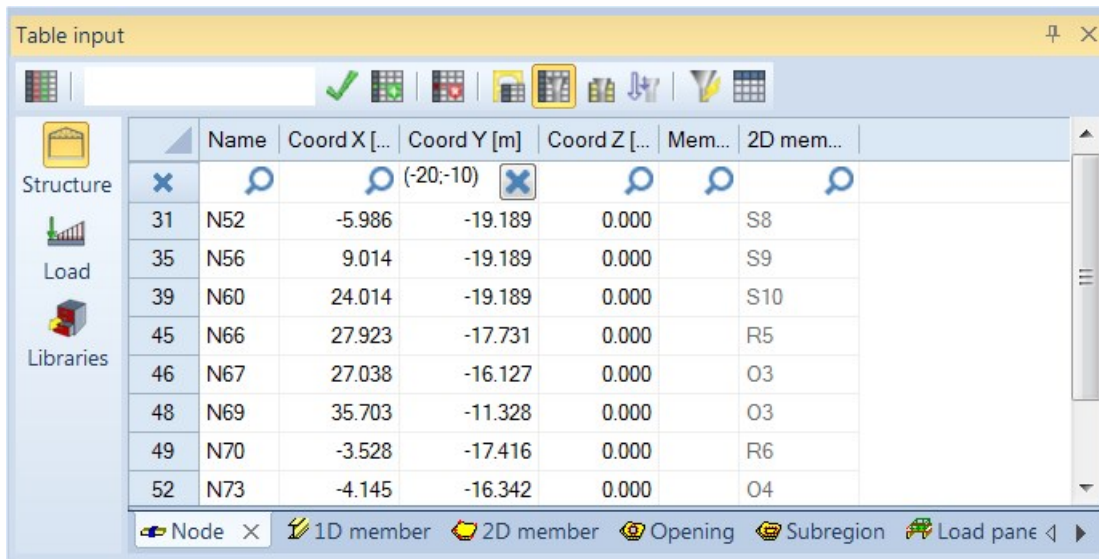 Table input
Name Coord X [... Coord Y [m] Coord Z [... Mem... 2D mem...
(-20;-10)
31 N52 -5.986 -19.189 0.000 S8
35 N56 9.014 -19.189 0.000 S9
39 N60 24.014 -19.189 0.000 S10
45 N66 27.923 -17.731 0.000 R5
46 N67 27.038 -16.127 0.000 O3
48 N69 35.703 -11.328 0.000 O3
49 N70 -3.528 -17.416 0.000 R6
52 N73 -4.145 -16.342 0.000 O4
Structure
Load
Libraries
Node 1D member 2D member Opening Subregion Load pane